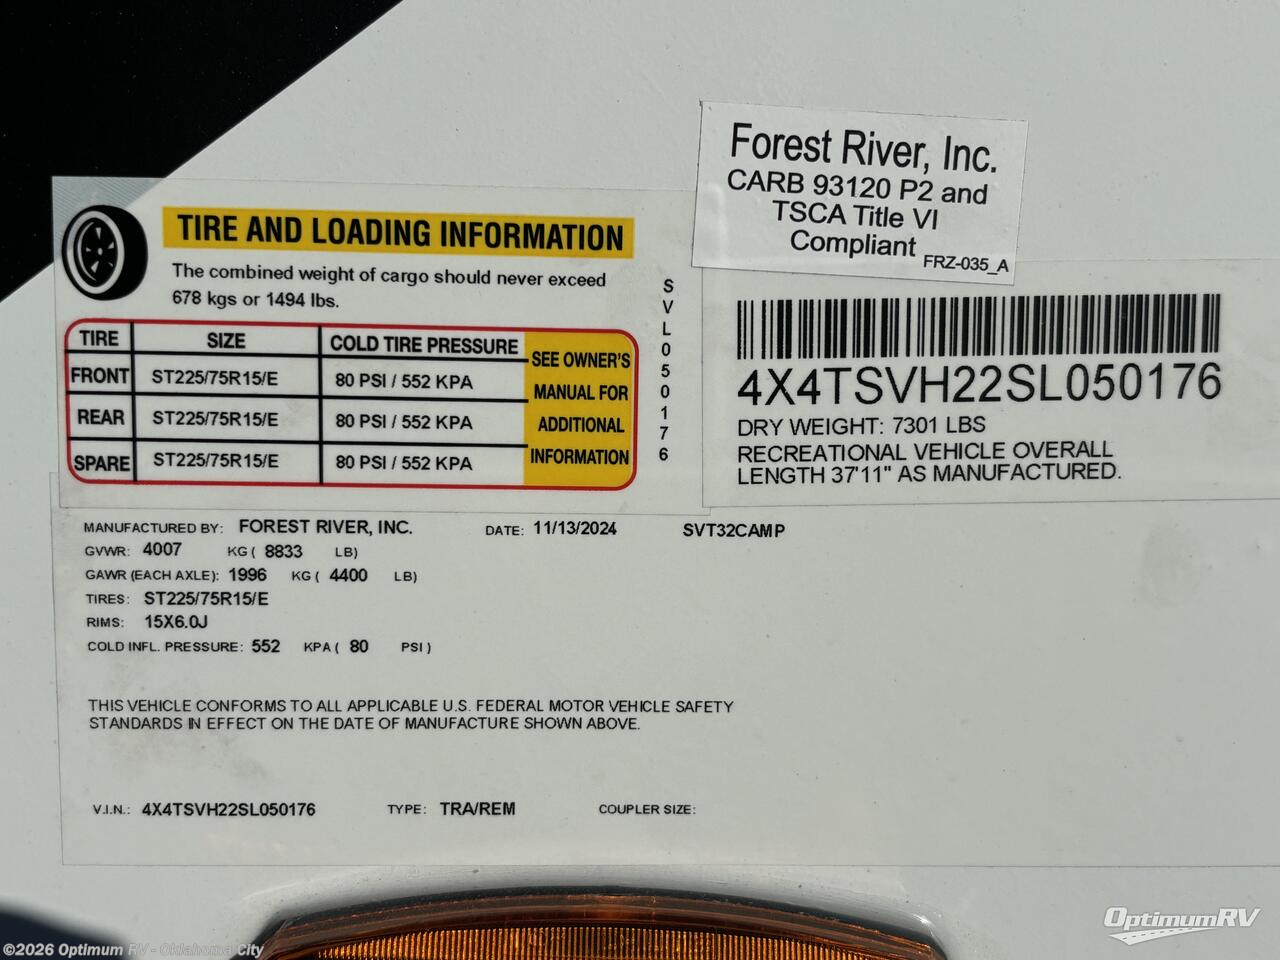 Forest River, Inc.
CARB 93120 P2 and
TSCA Title VI
Compliant
FRZ-035_A
TIRE AND LOADING INFORMATION
The combined weight of cargo should never exceed
678 kgs or 1494 lbs.
TIRE SIZE COLD TIRE PRESSURE
FRONT ST225/75R15/E 80 PSI / 552 KPA
REAR ST225/75R15/E 80 PSI / 552 KPA
SPARE ST225/75R15/E 80 PSI / 552 KPA
SEE OWNER'S
MANUAL FOR
ADDITIONAL
INFORMATION
SVL050176
4X4TSVH22SL050176
DRY WEIGHT: 7301 LBS
RECREATIONAL VEHICLE OVERALL
LENGTH 37'11" AS MANUFACTURED.
MANUFACTURED BY: FOREST RIVER, INC. DATE: 11/13/2024 SVT32CAMP
GVWR: 4007 KG ( 8833 LB)
GAWR (EACH AXLE): 1996 KG ( 4400 LB)
TIRES: ST225/75R15/E
RIMS: 15X6.0J
COLD INFL. PRESSURE: 552 KPA ( 80 PSI )
THIS VEHICLE CONFORMS TO ALL APPLICABLE U.S. FEDERAL MOTOR VEHICLE SAFETY
STANDARDS IN EFFECT ON THE DATE OF MANUFACTURE SHOWN ABOVE.
V.I.N.: 4X4TSVH22SL050176 TYPE: TRA/REM COUPLER SIZE:
OptimumRV
©2026 Optimum RV - Oklahoma City